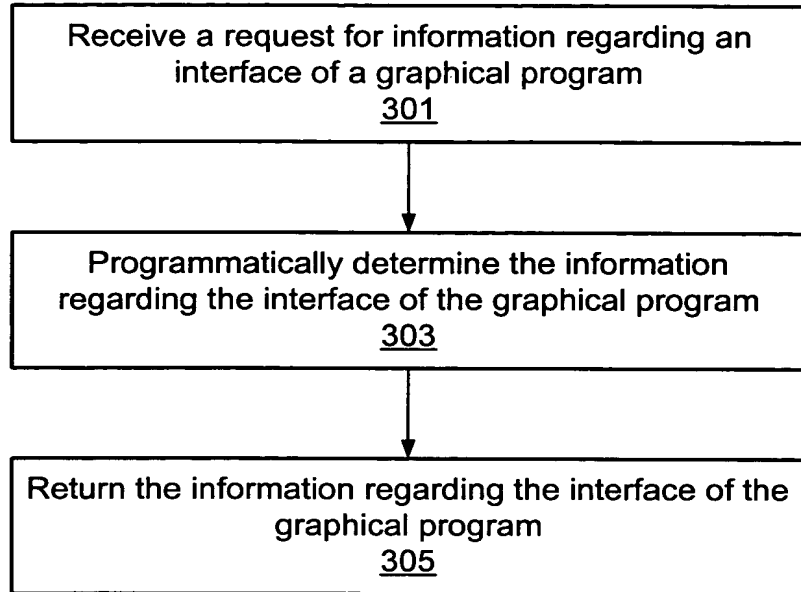 Receive a request for information regarding an
interface of a graphical program
301
Programmatically determine the information
regarding the interface of the graphical program
303
Return the information regarding the interface of the
graphical program
305